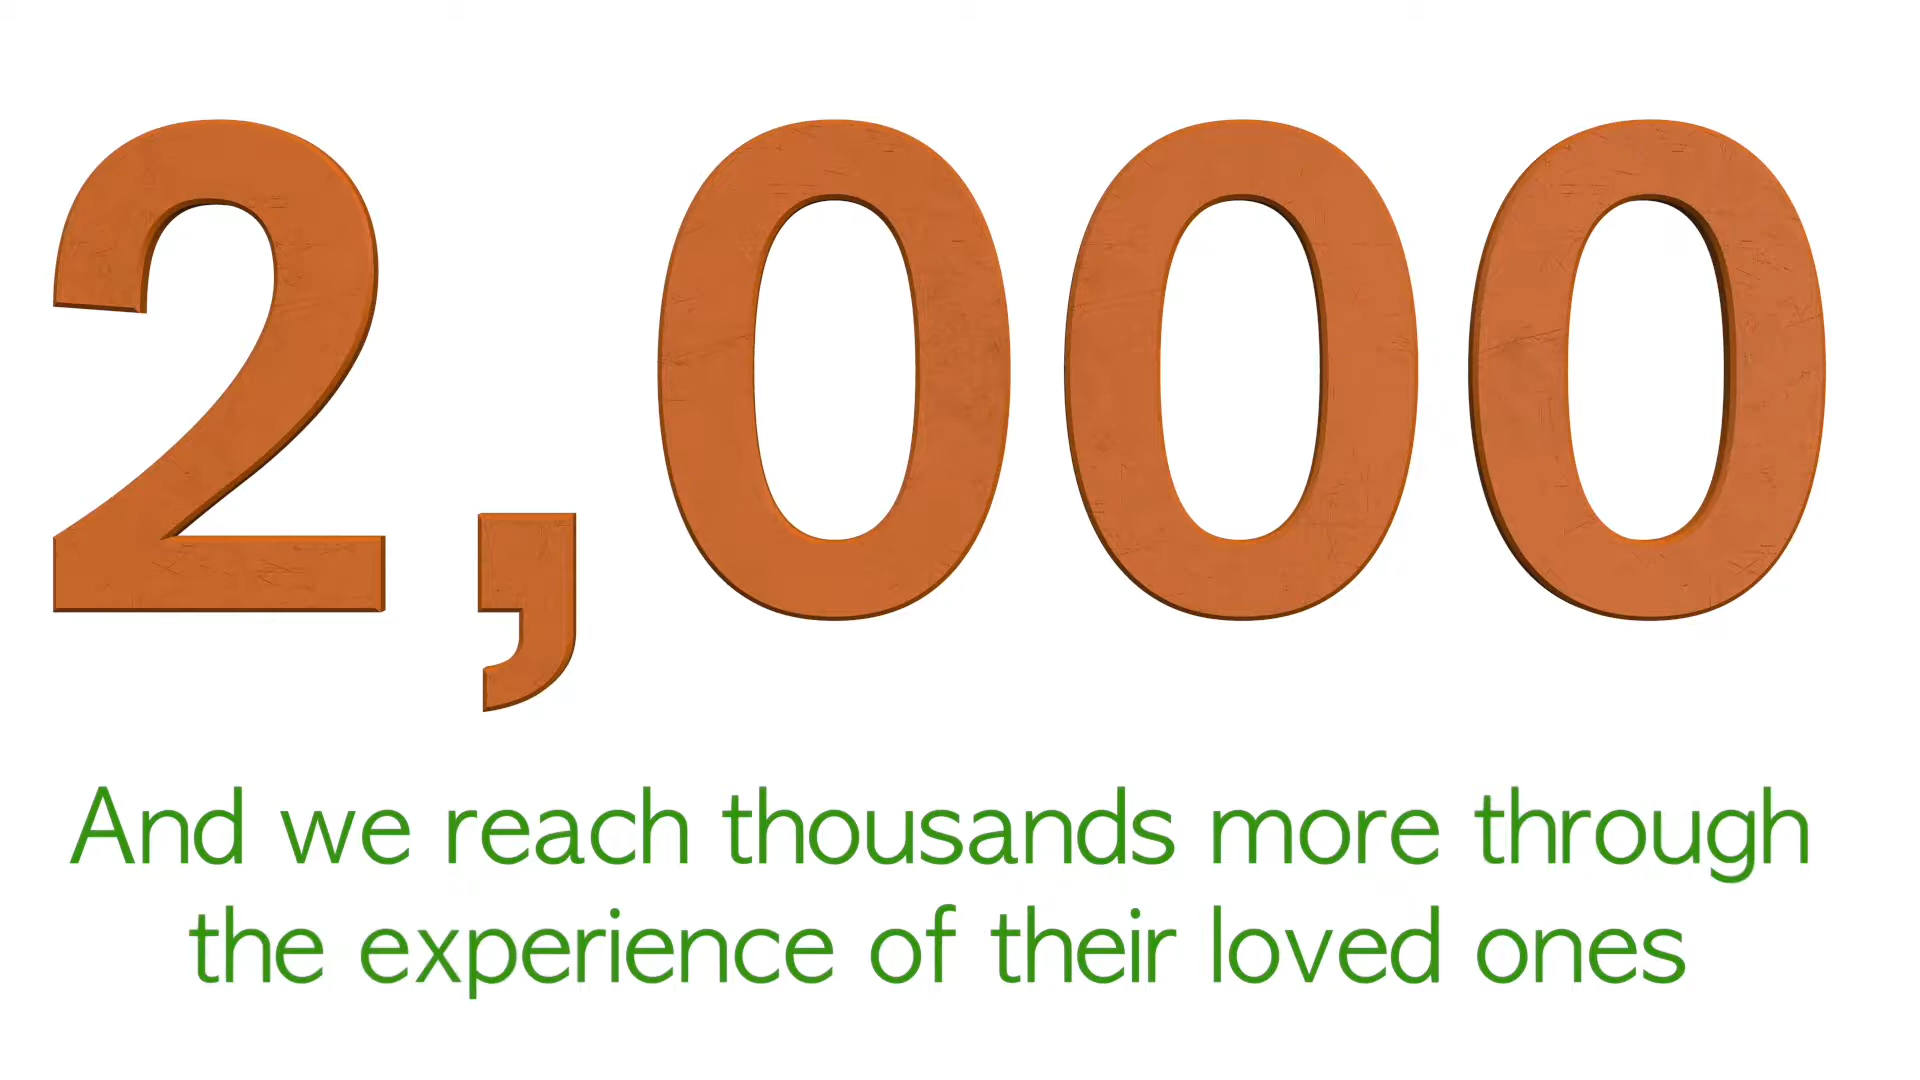 2,000
And we reach thousands more through
the experience of their loved ones